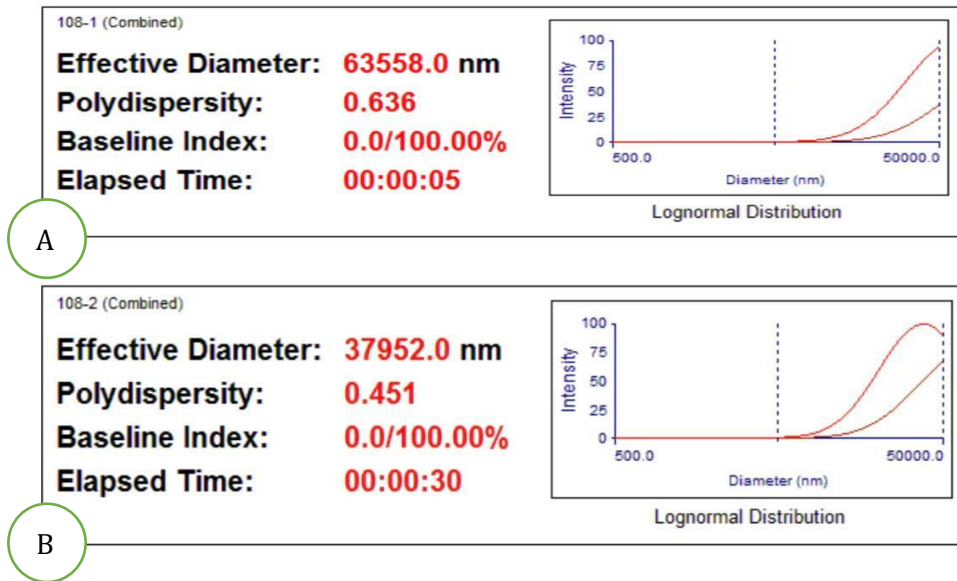 108-1 (Combined)
Effective Diameter: 63558.0 nm
Polydispersity: 0.636
Baseline Index: 0.0/100.00%
Elapsed Time: 00:00:05
100
75
50
25
0
Intensity
500.0
50000.0
Diameter (nm)
Lognormal Distribution
A
108-2 (Combined)
Effective Diameter: 37952.0 nm
Polydispersity: 0.451
Baseline Index: 0.0/100.00%
Elapsed Time: 00:00:30
100
75
50
25
0
Intensity
500.0
50000.0
Diameter (nm)
Lognormal Distribution
B